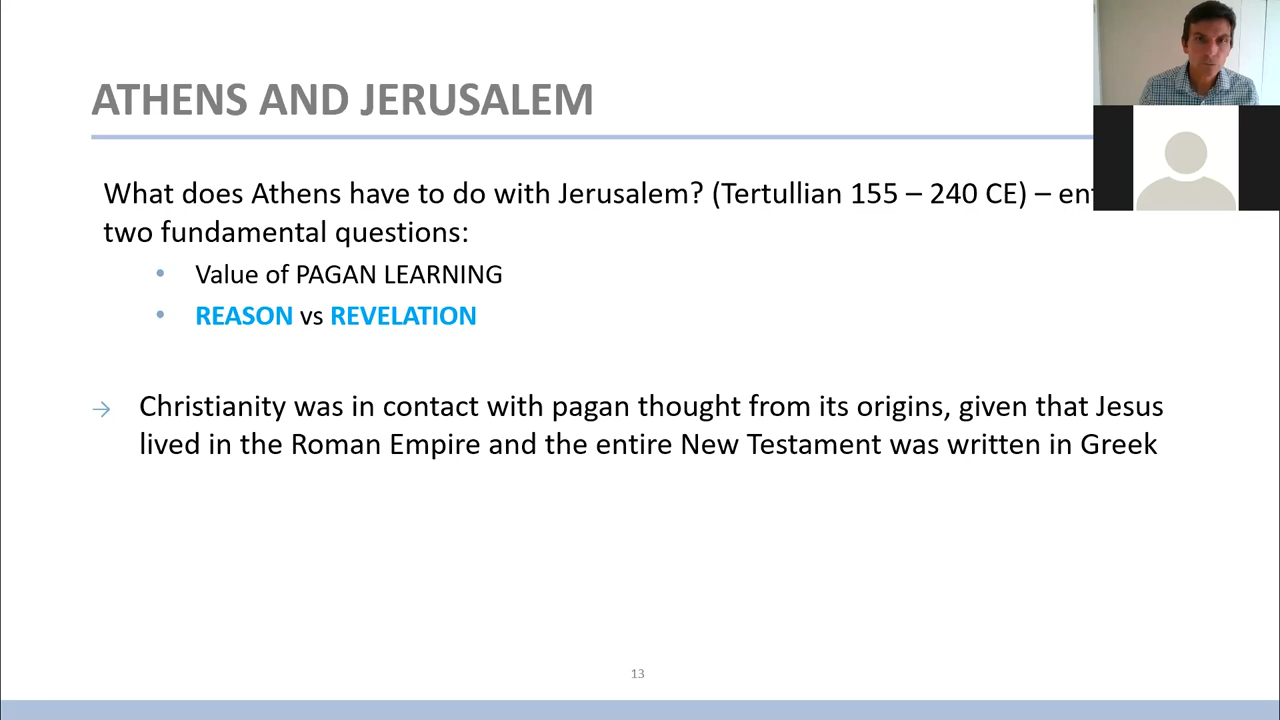 ATHENS AND JERUSALEM
What does Athens have to do with Jerusalem? (Tertullian 155 – 240 CE) –
two fundamental questions:
• Value of PAGAN LEARNING
• REASON vs REVELATION
→ Christianity was in contact with pagan thought from its origins, given that Jesus
lived in the Roman Empire and the entire New Testament was written in Greek
13